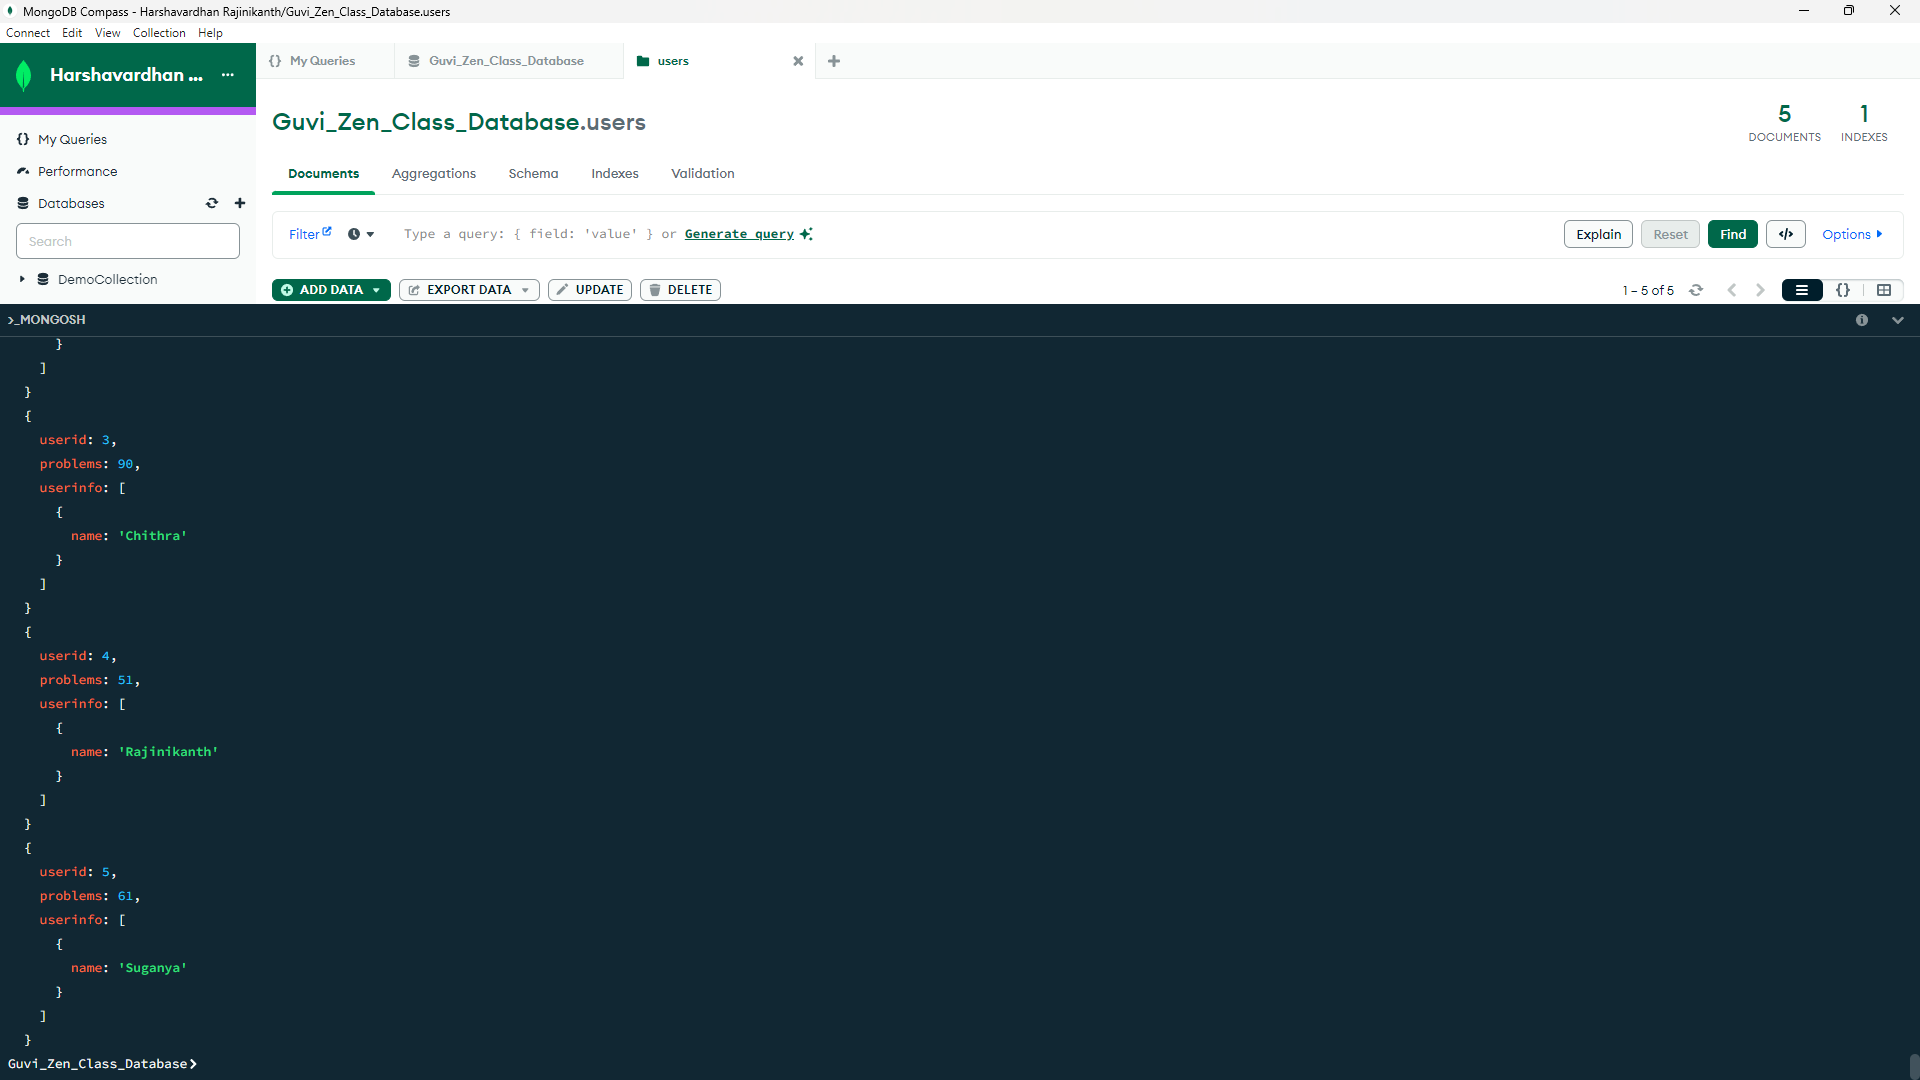 MongoDB Compass - Harshavardhan Rajinikanth/Guvi_Zen_Class_Database.users
Connect Edit View Collection Help
Harshavardhan ... ···
{} My Queries
Guvi_Zen_Class_Database
users
My Queries
Performance
Databases
Search
DemoCollection
Guvi_Zen_Class_Database.users
5
DOCUMENTS
1
INDEXES
Documents Aggregations Schema Indexes Validation
Filter Type a query: { field: 'value' } or Generate query
Explain Reset Find </> Options
ADD DATA EXPORT DATA UPDATE DELETE
1 – 5 of 5 {}
>_MONGOSH
}
]
}
{
userid: 3,
problems: 90,
userinfo: [
{
name: 'Chithra'
}
]
}
{
userid: 4,
problems: 51,
userinfo: [
{
name: 'Rajinikanth'
}
]
}
{
userid: 5,
problems: 61,
userinfo: [
{
name: 'Suganya'
}
]
}
Guvi_Zen_Class_Database>